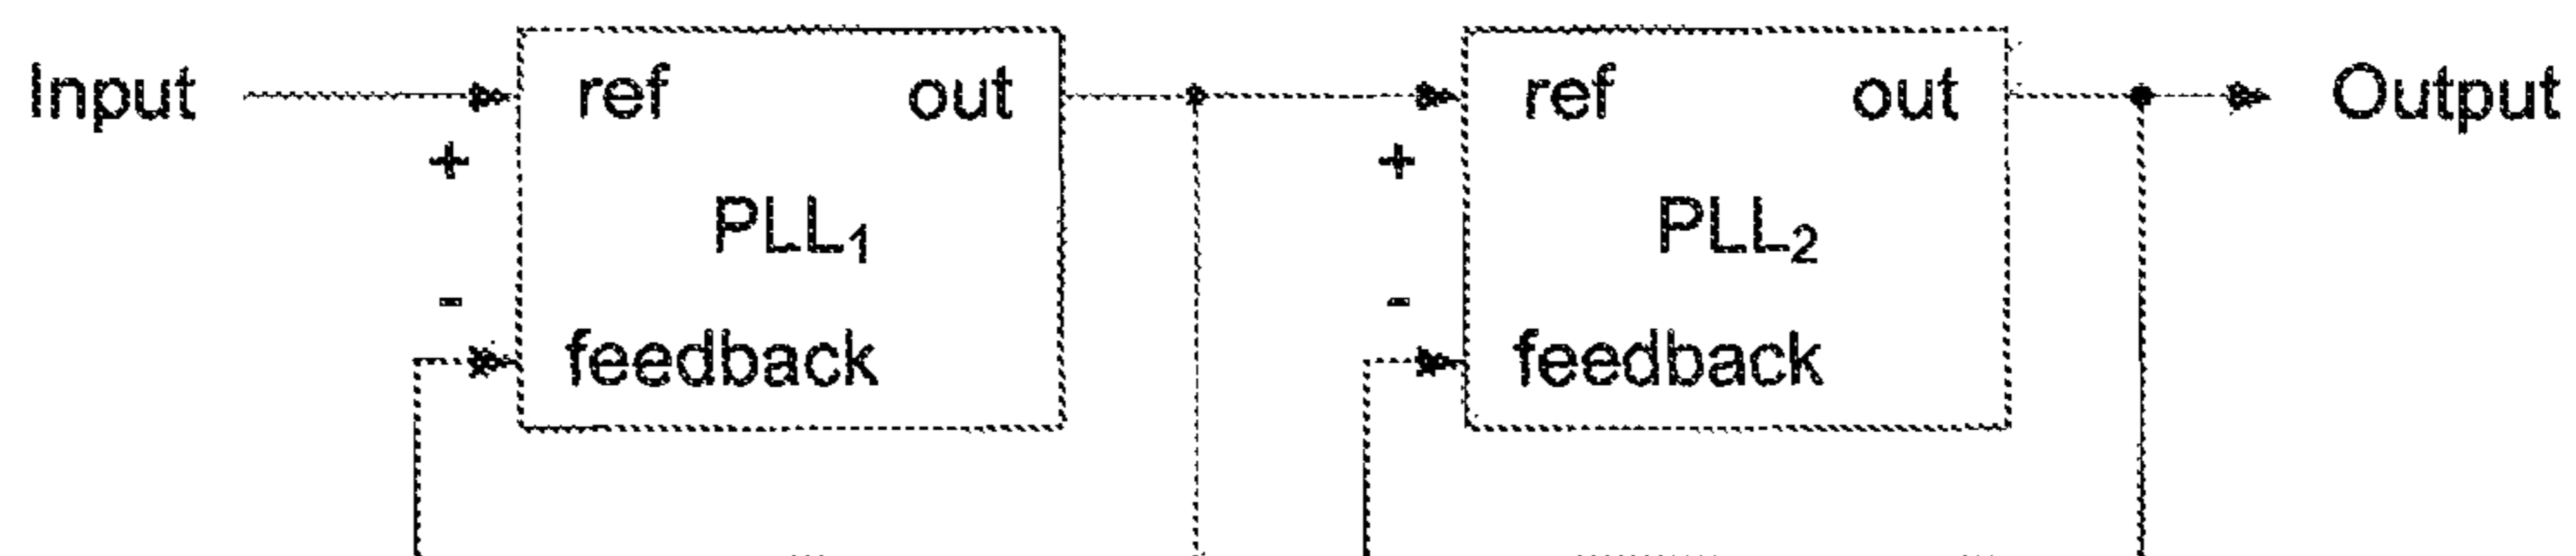 Input ref out ref out Output
+ +
PLL₁ PLL₂
- -
feedback feedback